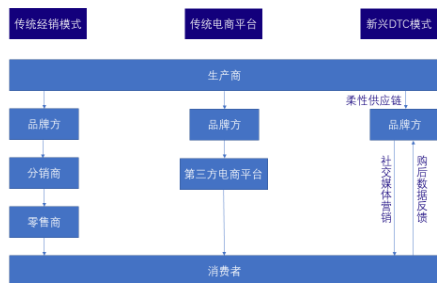 传统经销模式
传统电商平台
新兴DTC模式
生产商
柔性供应链
品牌方
品牌方
品牌方
分销商
第三方电商平台
零售商
社交媒体营销
购后数据反馈
消费者